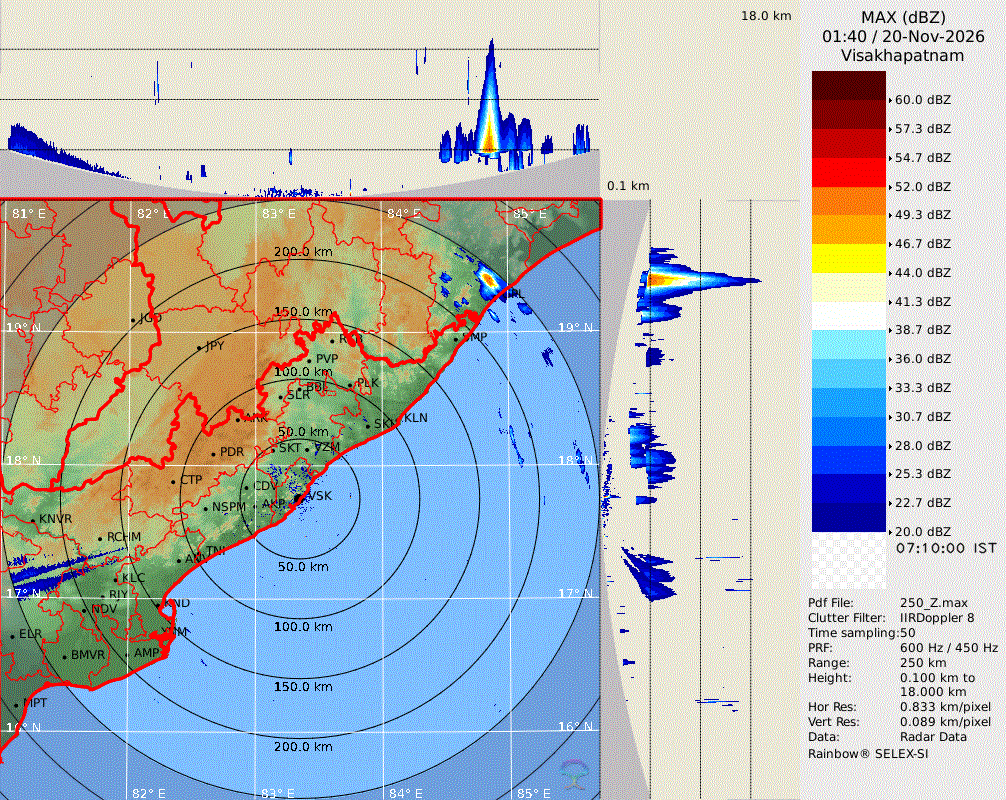 18.0 km
0.1 km
MAX (dBZ)
01:40 / 20-Nov-2026
Visakhapatnam
60.0 dBZ
57.3 dBZ
54.7 dBZ
52.0 dBZ
49.3 dBZ
46.7 dBZ
44.0 dBZ
41.3 dBZ
38.7 dBZ
36.0 dBZ
33.3 dBZ
30.7 dBZ
28.0 dBZ
25.3 dBZ
22.7 dBZ
20.0 dBZ
07:10:00 IST
Pdf File: 250_Z.max
Clutter Filter: IIRDoppler 8
Time sampling:50
PRF: 600 Hz / 450 Hz
Range: 250 km
Height: 0.100 km to
18.000 km
Hor Res: 0.833 km/pixel
Vert Res: 0.089 km/pixel
Data: Radar Data
Rainbow® SELEX-SI
81° E 82° E 83° E 84° E 85° E
200.0 km
150.0 km
19° N 19° N
JPY
SMP
PVP
100.0 km
PLK
SLR
KLN
50.0 km
SKT
PDR
18° N 18° N
CTP
CDV
VSK
NSPM
KNVR
RCHM
50.0 km
KLC
RJY
17° N 17° N
NDV
KND
100.0 km
ELR
BMVR
AMP
150.0 km
MPT
16° N 16° N
200.0 km
82° E 83° E 84° E 85° E